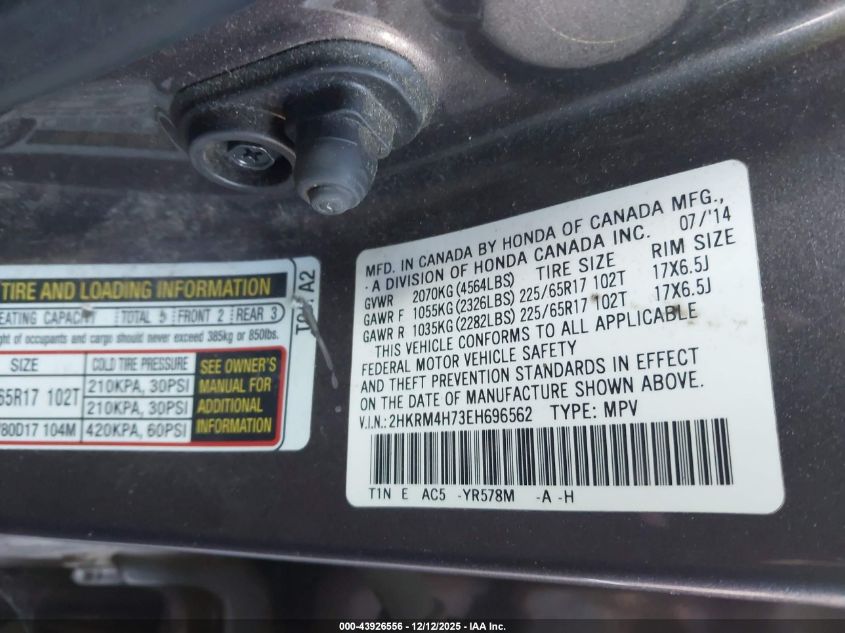 TIRE AND LOADING INFORMATION
EATING CAPACITY TOTAL 5 FRONT 2 REAR 3
ght of occupants and cargo should never exceed 385kg or 850lbs.
SIZE COLD TIRE PRESSURE
65R17 102T 210KPA, 30PSI
210KPA, 30PSI
80D17 104M 420KPA, 60PSI
SEE OWNER'S
MANUAL FOR
ADDITIONAL
INFORMATION
A2
MFD. IN CANADA BY HONDA OF CANADA MFG.,
A DIVISION OF HONDA CANADA INC. 07/'14
GVWR 2070KG (4564LBS) TIRE SIZE RIM SIZE
GAWR F 1055KG (2326LBS) 225/65R17 102T 17X6.5J
GAWR R 1035KG (2282LBS) 225/65R17 102T 17X6.5J
THIS VEHICLE CONFORMS TO ALL APPLICABLE
FEDERAL MOTOR VEHICLE SAFETY
AND THEFT PREVENTION STANDARDS IN EFFECT
ON THE DATE OF MANUFACTURE SHOWN ABOVE.
V.I.N.: 2HKRM4H73EH696562 TYPE: MPV
T1N E AC5 -YR578M -A -H
000-43926556 - 12/12/2025 - IAA Inc.